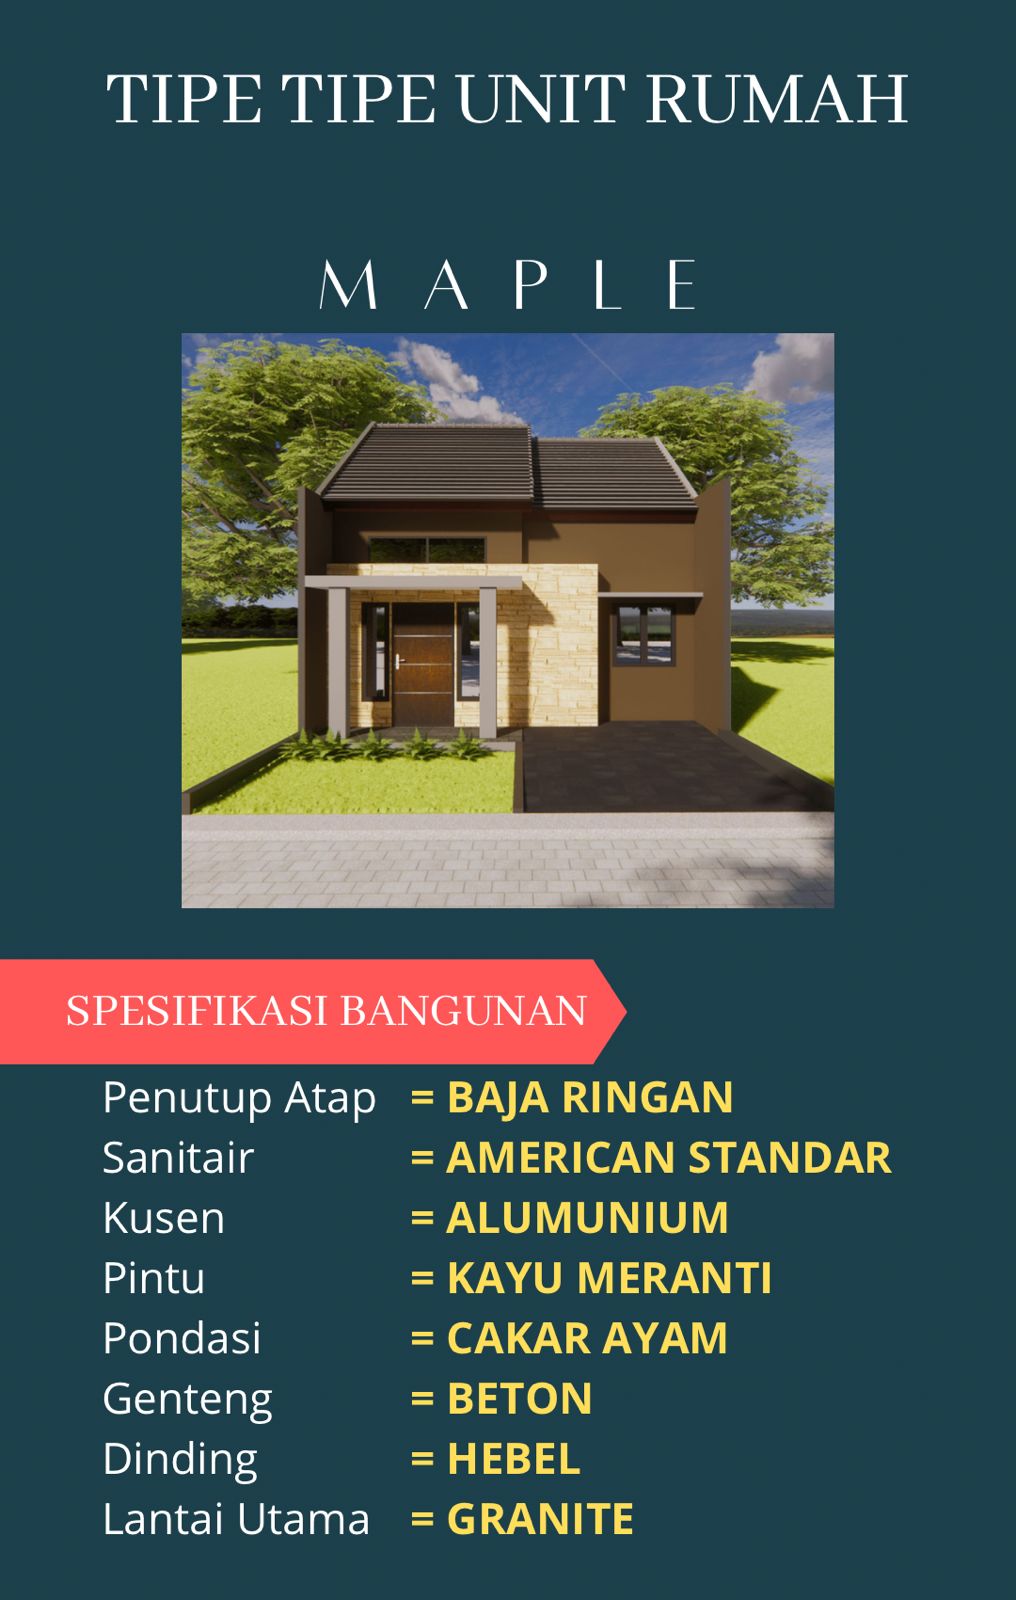 TIPE TIPE UNIT RUMAH
MAPLE
SPESIFIKASI BANGUNAN
Penutup Atap = BAJA RINGAN
Sanitair = AMERICAN STANDAR
Kusen = ALUMUNIUM
Pintu = KAYU MERANTI
Pondasi = CAKAR AYAM
Genteng = BETON
Dinding = HEBEL
Lantai Utama = GRANITE